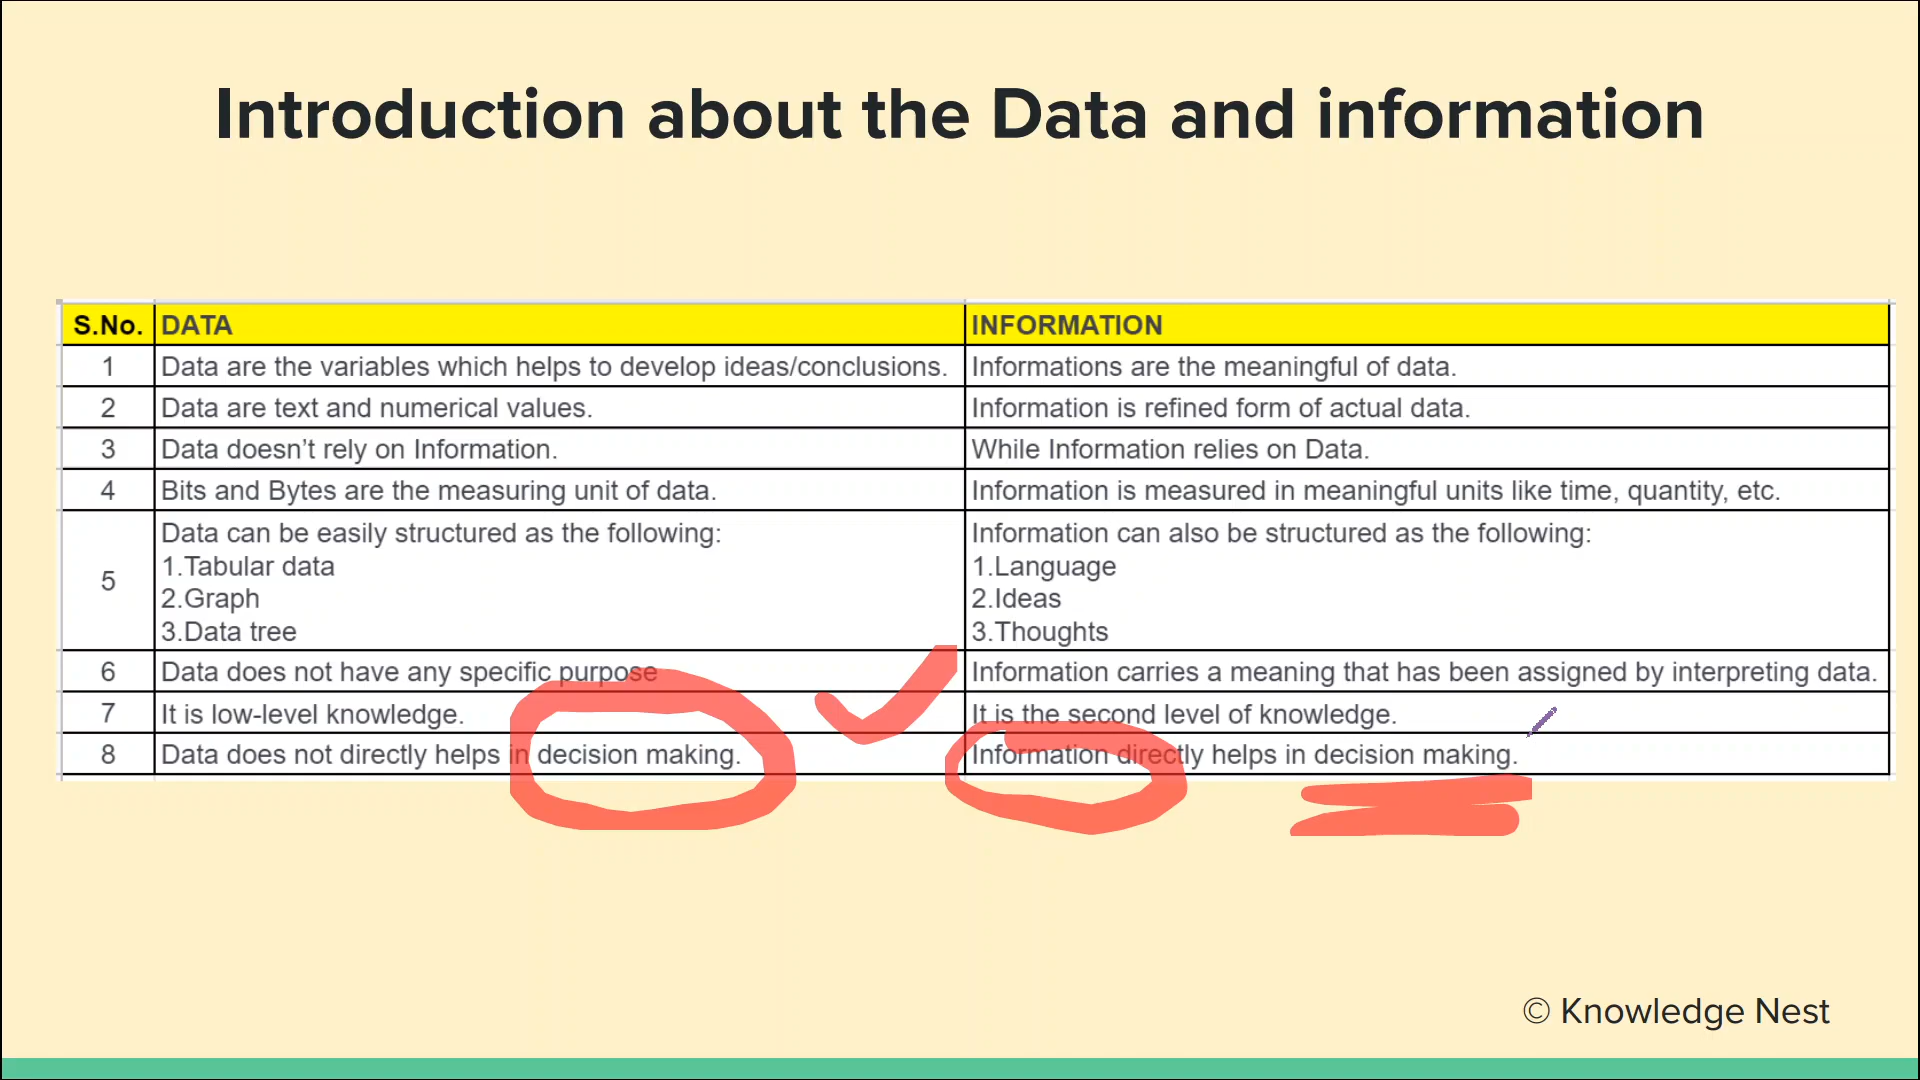 Introduction about the Data and information
S.No. DATA INFORMATION
1 Data are the variables which helps to develop ideas/conclusions. Informations are the meaningful of data.
2 Data are text and numerical values. Information is refined form of actual data.
3 Data doesn’t rely on Information. While Information relies on Data.
4 Bits and Bytes are the measuring unit of data. Information is measured in meaningful units like time, quantity, etc.
5 Data can be easily structured as the following: Information can also be structured as the following:
1.Tabular data 1.Language
2.Graph 2.Ideas
3.Data tree 3.Thoughts
6 Data does not have any specific purpose Information carries a meaning that has been assigned by interpreting data.
7 It is low-level knowledge. It is the second level of knowledge.
8 Data does not directly helps in decision making. Information directly helps in decision making.
© Knowledge Nest